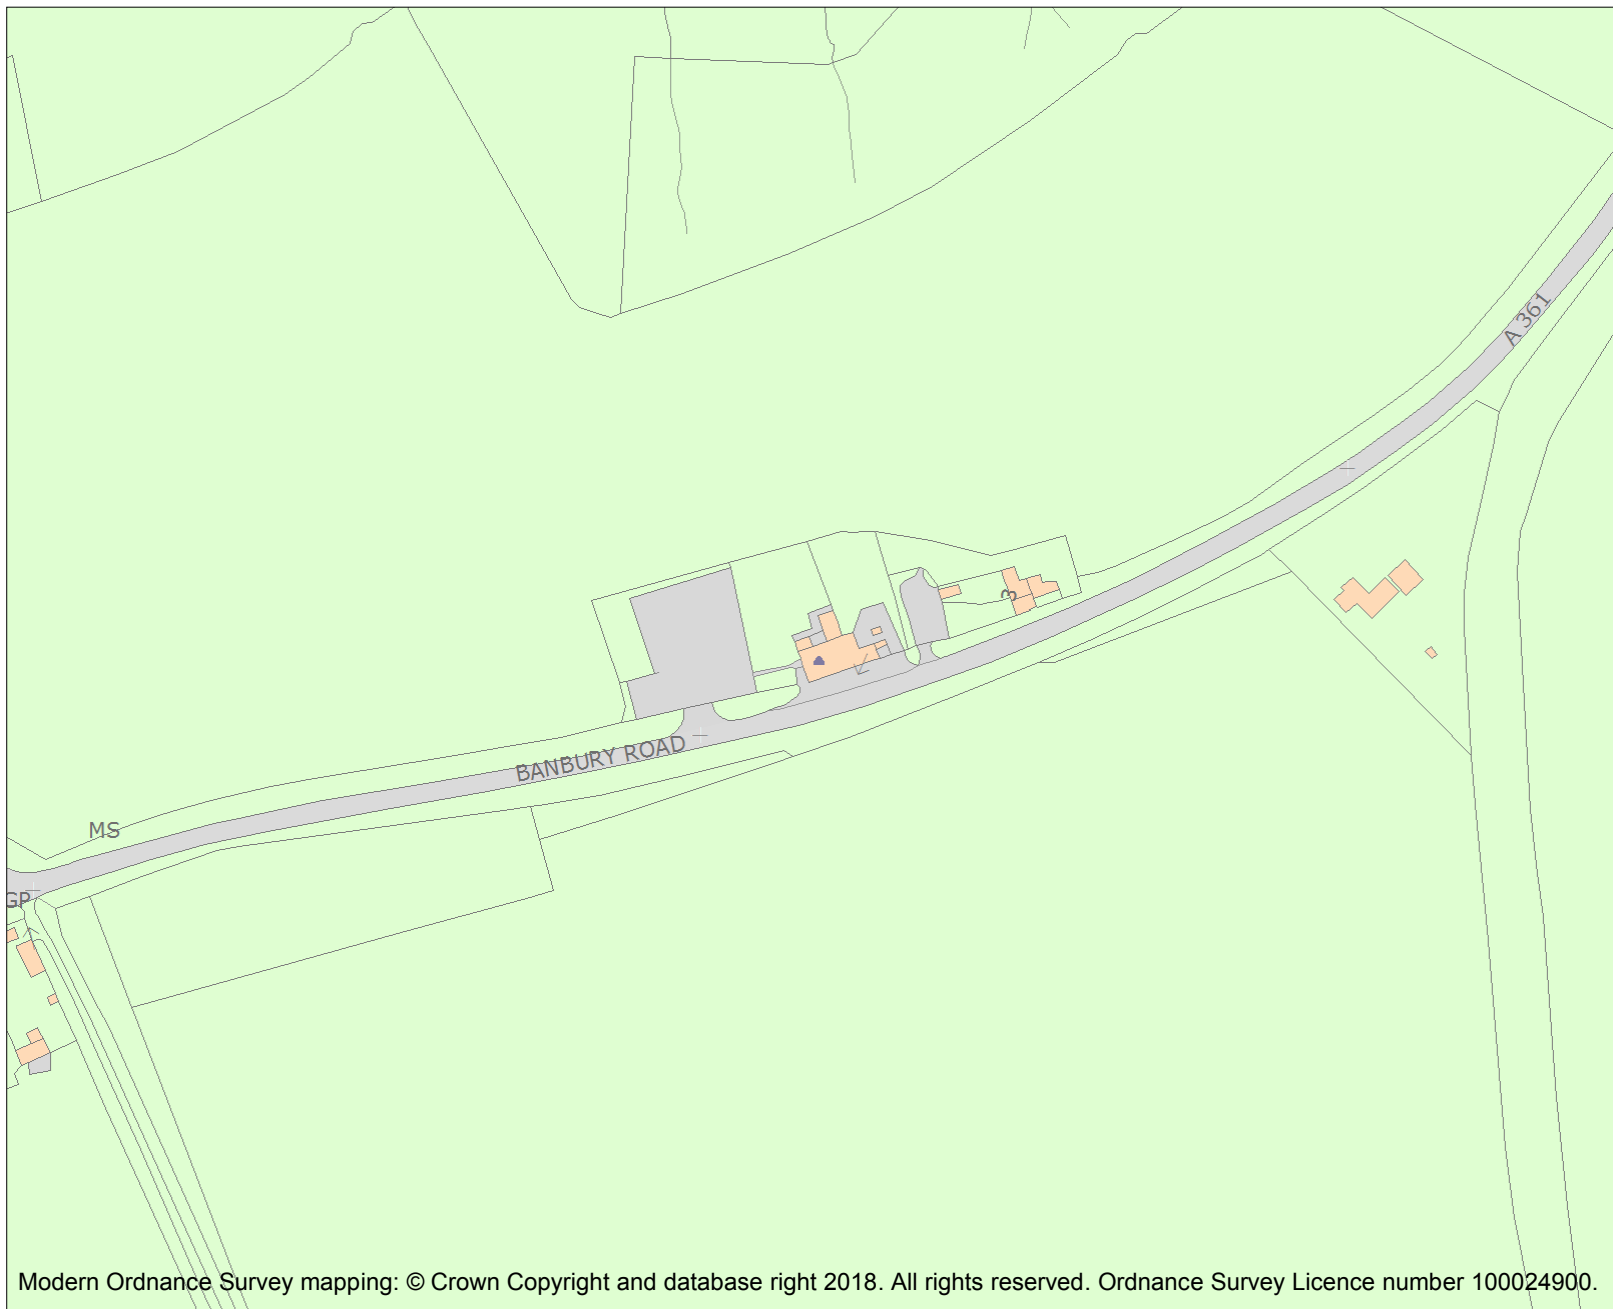 A 361
3
BANBURY ROAD
MS
GP
Modern Ordnance Survey mapping: © Crown Copyright and database right 2018. All rights reserved. Ordnance Survey Licence number 100024900.